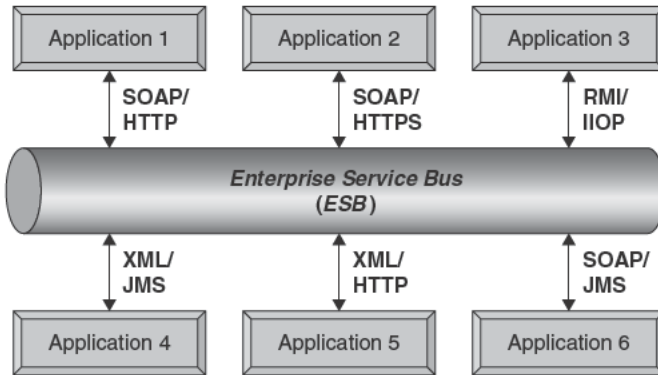 Application 1
Application 2
Application 3
SOAP/
HTTP
SOAP/
HTTPS
RMI/
IIOP
Enterprise Service Bus
(ESB)
XML/
JMS
XML/
HTTP
SOAP/
JMS
Application 4
Application 5
Application 6